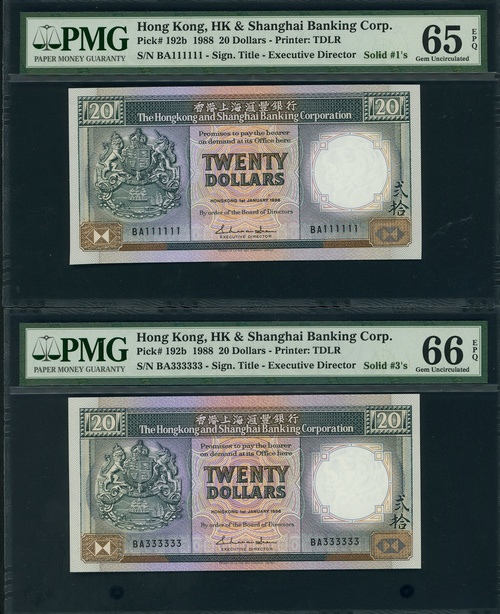 PMG
PAPER MONEY GUARANTY
Hong Kong, HK & Shanghai Banking Corp.
Pick# 192b 1988 20 Dollars - Printer: TDLR
S/N BA111111 - Sign. Title - Executive Director Solid #1's
65 EPQ
Gem Uncirculated
20
香港上海滙豐銀行
20
The Hongkong and Shanghai Banking Corporation
Promises to pay the bearer
on demand at its Office here
TWENTY
DOLLARS
HONGKONG 1st JANUARY 1988
By order of the Board of Directors
貳拾
BA111111
BA111111
EXECUTIVE DIRECTOR
PMG
PAPER MONEY GUARANTY
Hong Kong, HK & Shanghai Banking Corp.
Pick# 192b 1988 20 Dollars - Printer: TDLR
S/N BA333333 - Sign. Title - Executive Director Solid #3's
66 EPQ
Gem Uncirculated
20
香港上海滙豐銀行
20
The Hongkong and Shanghai Banking Corporation
Promises to pay the bearer
on demand at its Office here
TWENTY
DOLLARS
HONGKONG 1st JANUARY 1988
By order of the Board of Directors
貳拾
BA333333
BA333333
EXECUTIVE DIRECTOR